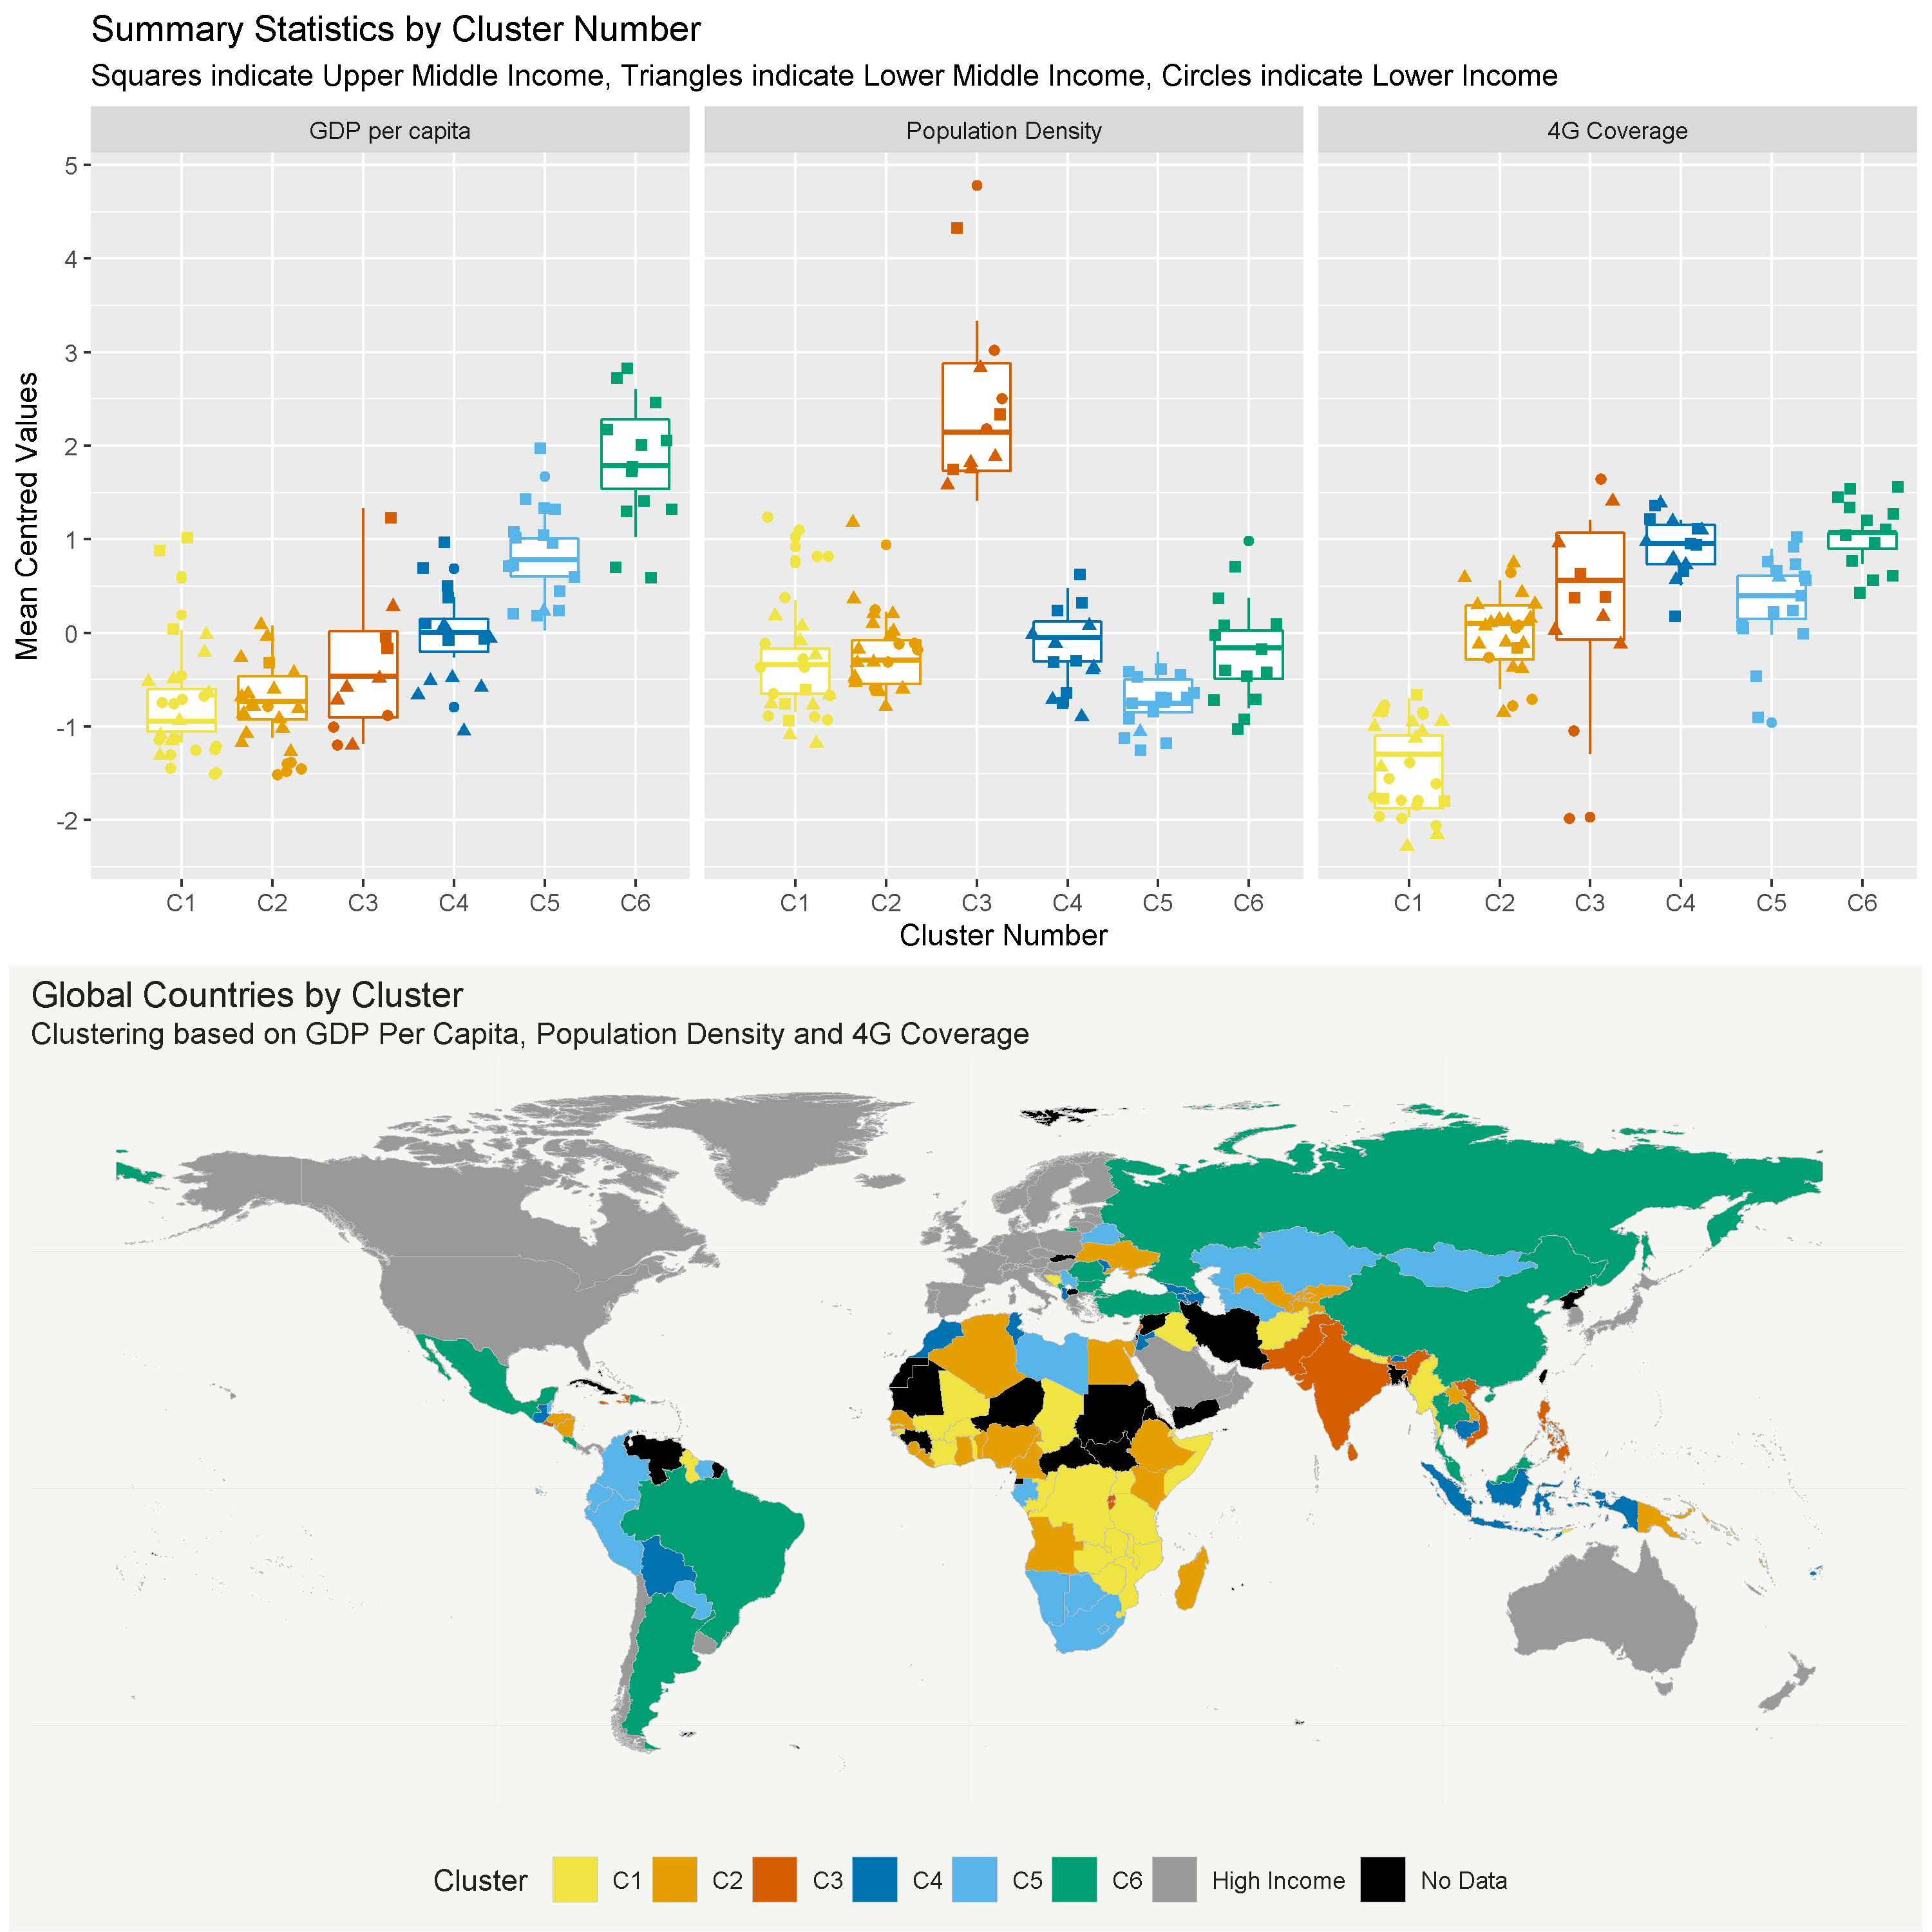 Summary Statistics by Cluster Number
Squares indicate Upper Middle Income, Triangles indicate Lower Middle Income, Circles indicate Lower Income
GDP per capita
Population Density
4G Coverage
Mean Centred Values
5
4
3
2
1
0
-1
-2
C1 C2 C3 C4 C5 C6
C1 C2 C3 C4 C5 C6
C1 C2 C3 C4 C5 C6
Cluster Number
Global Countries by Cluster
Clustering based on GDP Per Capita, Population Density and 4G Coverage
Cluster C1 C2 C3 C4 C5 C6 High Income No Data